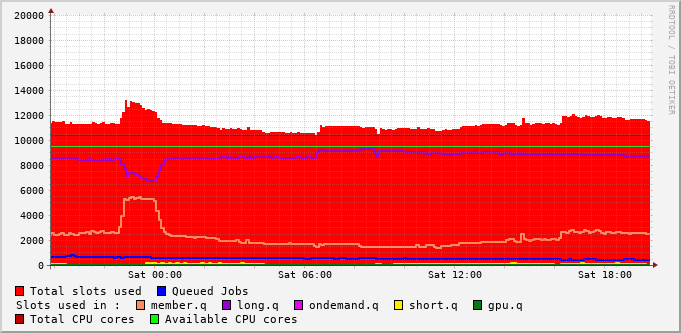 20000
18000
16000
14000
12000
10000
8000
6000
4000
2000
0
Sat 00:00 Sat 06:00 Sat 12:00 Sat 18:00
RRDTOOL / TOBI OETIKER
Total slots used Queued Jobs
Slots used in : member.q long.q ondemand.q short.q gpu.q
Total CPU cores Available CPU cores